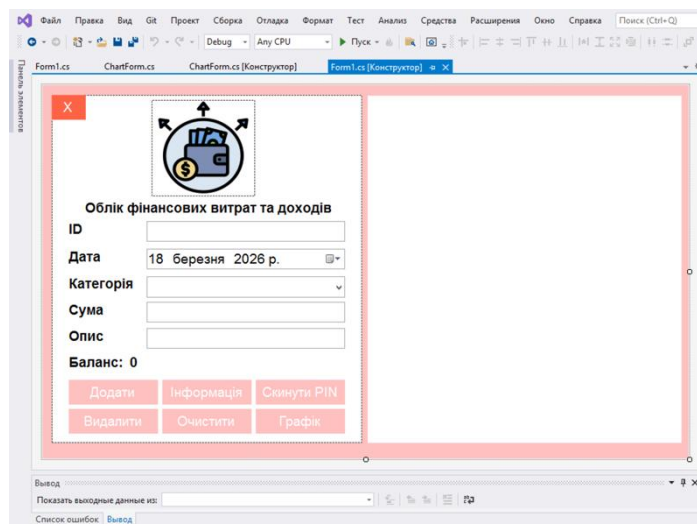 Файл Правка Вид Git Проект Сборка Отладка Формат Тест Анализ Средства Расширения Окно Справка Поиск (Ctrl+Q)
Debug Any CPU Пуск
Панель элементов
Form1.cs ChartForm.cs ChartForm.cs [Конструктор] Form1.cs [Конструктор]
X
$
Облік фінансових витрат та доходів
ID
Дата 18 березня 2026 р.
Категорія
Сума
Опис
Баланс: 0
Додати Інформація Скинути PIN
Видалити Очистити Графік
Вывод
Показать выходные данные из:
Список ошибок Вывод